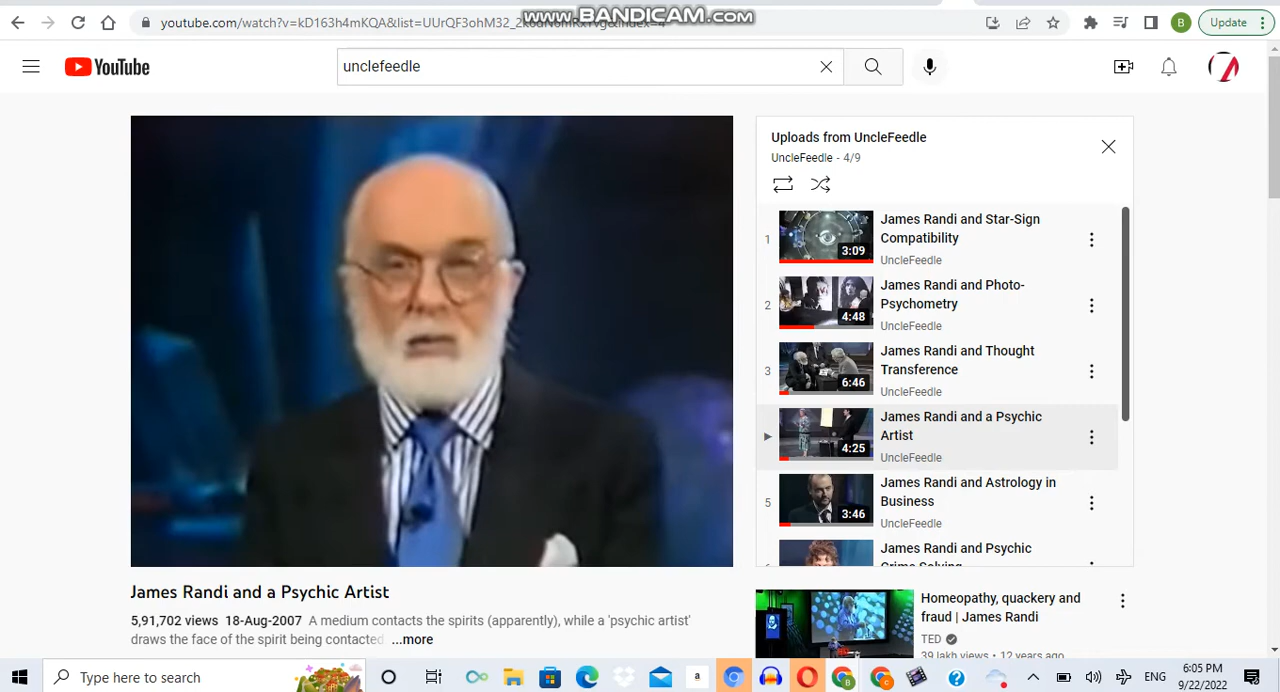 www.BANDICAM.com
youtube.com/watch?v=kD163h4mKQA&list=UUrQF3ohM32_
Update
B
YouTube
unclefeedle
Uploads from UncleFeedle
UncleFeedle - 4/9
1
3:09
James Randi and Star-Sign
Compatibility
UncleFeedle
2
4:48
James Randi and Photo-
Psychometry
UncleFeedle
3
6:46
James Randi and Thought
Transference
UncleFeedle
4:25
James Randi and a Psychic
Artist
UncleFeedle
5
3:46
James Randi and Astrology in
Business
UncleFeedle
James Randi and Psychic
Crime Solving
James Randi and a Psychic Artist
5,91,702 views 18-Aug-2007 A medium contacts the spirits (apparently), while a 'psychic artist'
draws the face of the spirit being contacted ...more
Homeopathy, quackery and
fraud | James Randi
TED
39 lakh views • 12 years ago
Type here to search
ENG
6:05 PM
9/22/2022